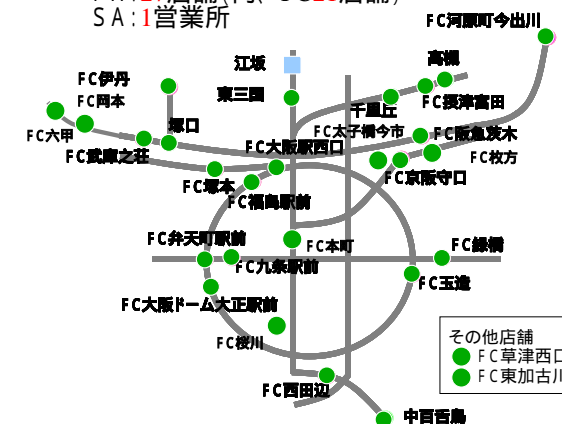 SA:1営業所
FC河原町今出川
江坂
高槻
FC伊丹
東三国
FC岡本
千里丘
FC摂津富田
塚口
FC太子橋今市
FC六甲
FC阪急茨木
FC大阪駅西口
FC武庫之荘
FC枚方
FC京阪守口
FC塚本
FC福島駅前
FC弁天町駅前
FC本町
FC緑橋
FC九条駅前
FC玉造
FC大阪ドーム大正駅前
FC桜川
その他店舗
FC草津西口
FC東加古川
FC西田辺
中百舌鳥